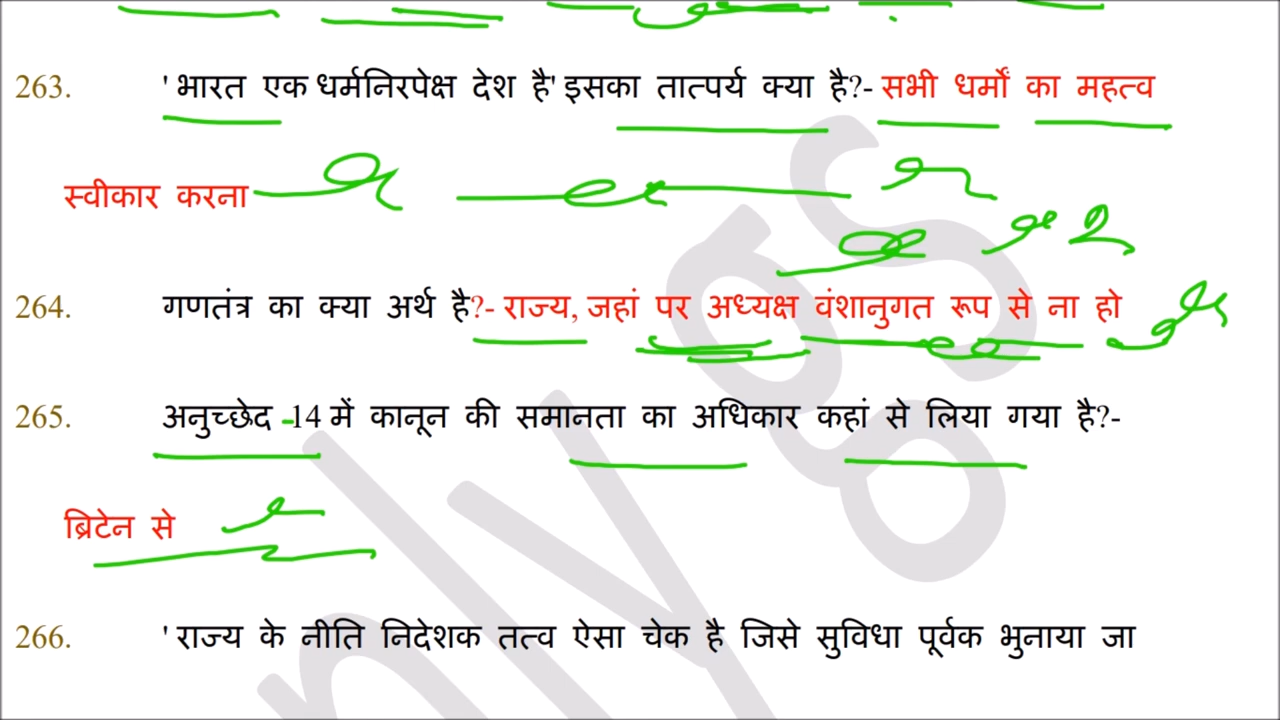 263. ' भारत एक धर्मनिरपेक्ष देश है' इसका तात्पर्य क्या है?- सभी धर्मों का महत्व
स्वीकार करना
264. गणतंत्र का क्या अर्थ है?- राज्य, जहां पर अध्यक्ष वंशानुगत रूप से ना हो
265. अनुच्छेद -14 में कानून की समानता का अधिकार कहां से लिया गया है?-
ब्रिटेन से
266. ' राज्य के नीति निदेशक तत्व ऐसा चेक है जिसे सुविधा पूर्वक भुनाया जा